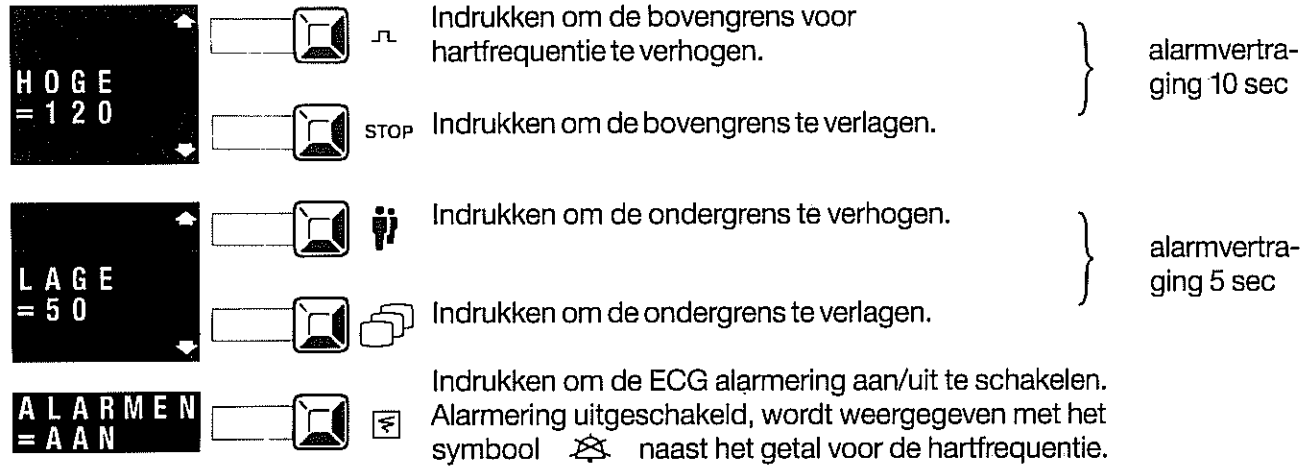 Indrukken om de bovengrens voor
hartfrequentie te verhogen.
HOGE
=120
STOP Indrukken om de bovengrens te verlagen.
alarmvertra-
ging 10 sec
Indrukken om de ondergrens te verhogen.
LAGE
=50
Indrukken om de ondergrens te verlagen.
alarmvertra-
ging 5 sec
ALARMEN
=AAN
Indrukken om de ECG alarmering aan/uit te schakelen.
Alarmering uitgeschakeld, wordt weergegeven met het
symbool naast het getal voor de hartfrequentie.